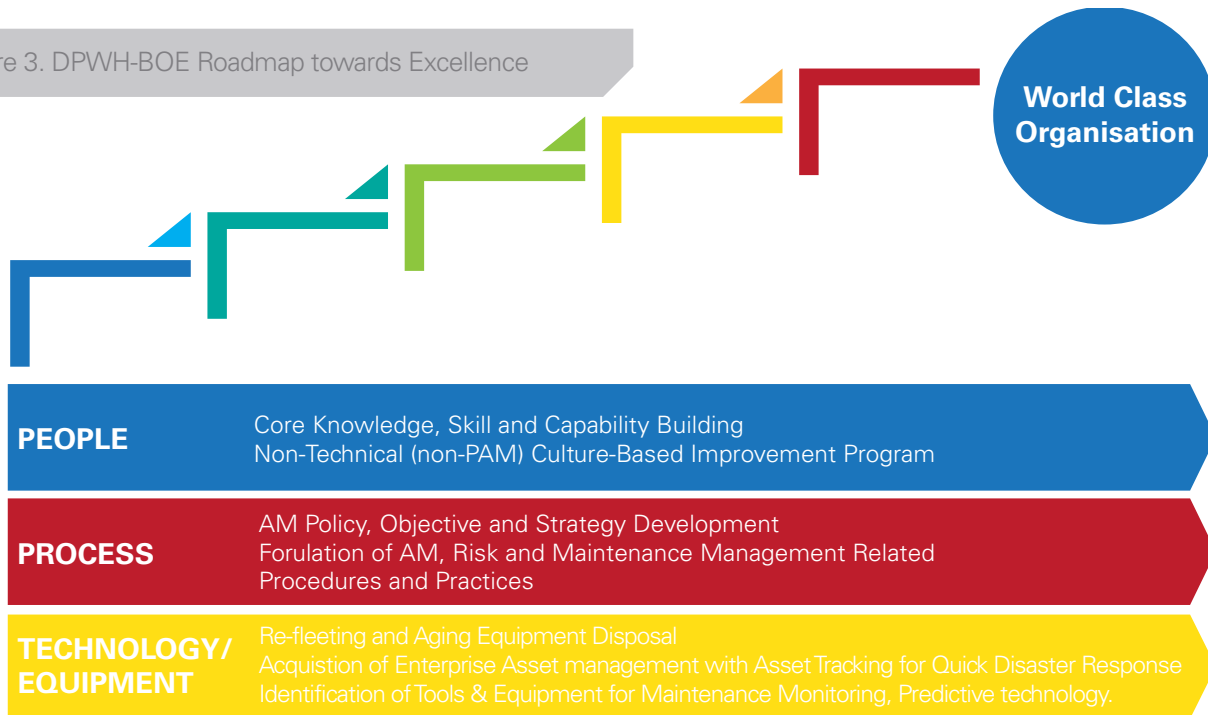 re 3. DPWH-BOE Roadmap towards Excellence
World Class
Organisation
PEOPLE
Core Knowledge, Skill and Capability Building
Non-Technical (non-PAM) Culture-Based Improvement Program
PROCESS
AM Policy, Objective and Strategy Development
Forulation of AM, Risk and Maintenance Management Related
Procedures and Practices
TECHNOLOGY/
EQUIPMENT
Re-fleeting and Aging Equipment Disposal
Acquistion of Enterprise Asset management with Asset Tracking for Quick Disaster Response
Identification of Tools & Equipment for Maintenance Monitoring, Predictive technology.